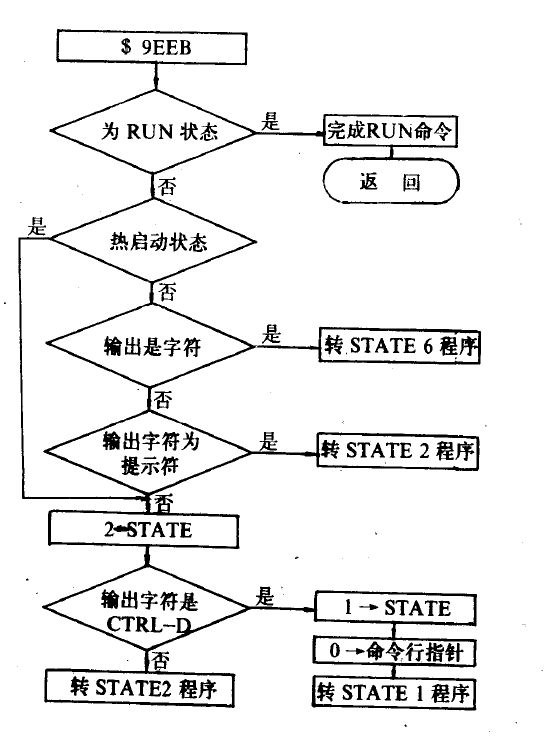 $ 9EEB
为 RUN 状态
是
完成RUN命令
返 回
否
是
热启动状态
否
输出是字符
是
转 STATE 6 程序
否
输出字符为
提示符
是
转 STATE 2 程序
否
2→STATE
输出字符是
CTRL-D
是
1→STATE
否
0→命令行指针
转 STATE2 程序
转 STATE 1 程序